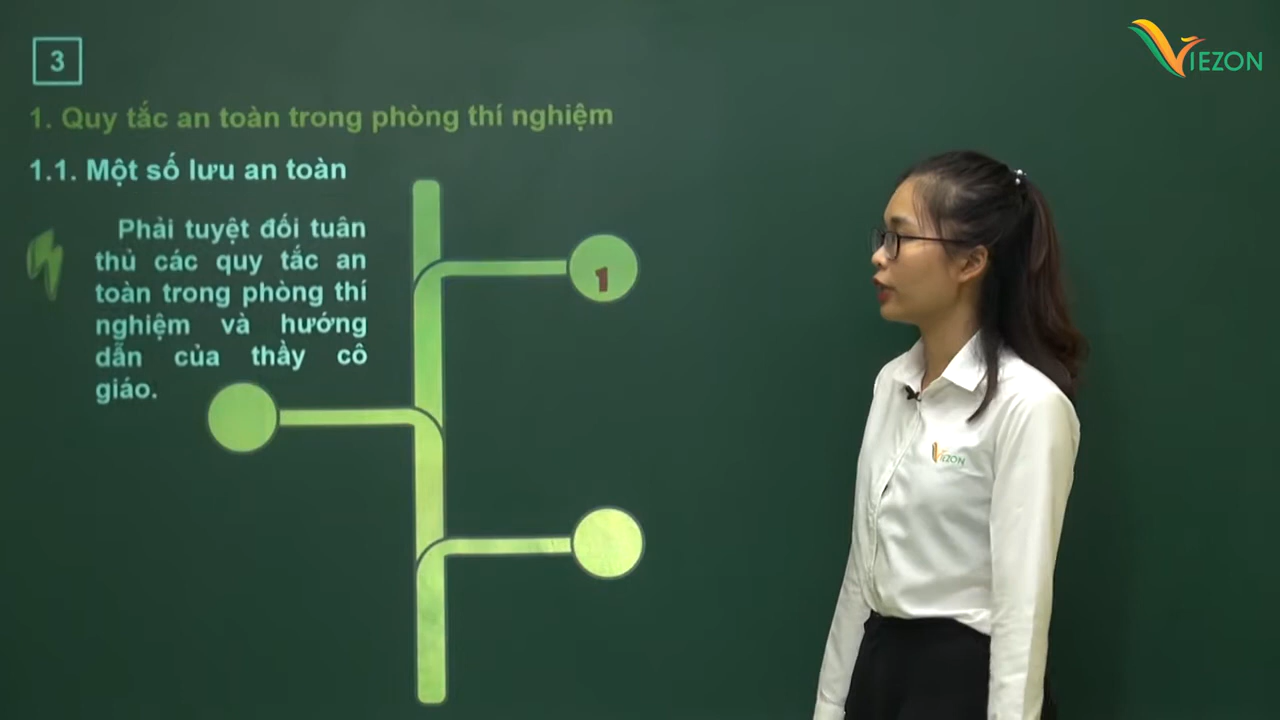 VIEZON
3
1. Quy tắc an toàn trong phòng thí nghiệm
1.1. Một số lưu an toàn
Phải tuyệt đối tuân
thủ các quy tắc an
toàn trong phòng thí
nghiệm và hướng
dẫn của thầy cô
giáo.
1
VIEZON